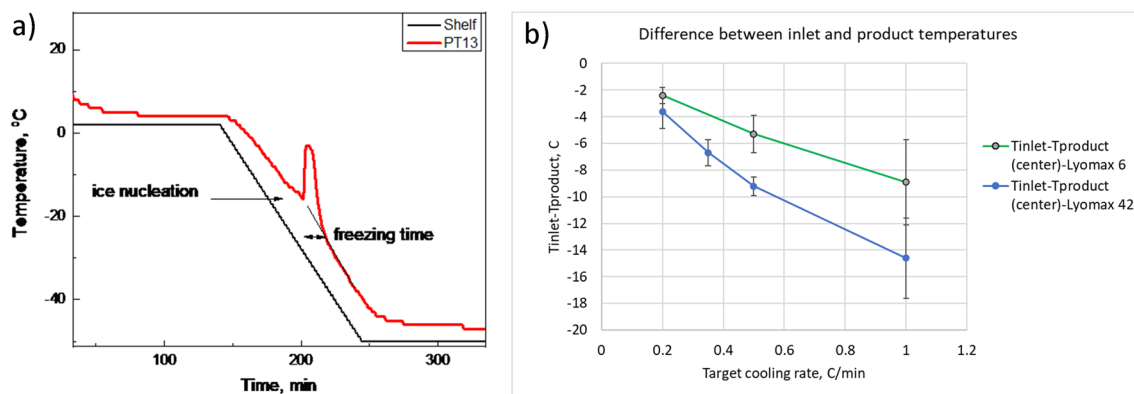 a)
Shelf
PT13
20
0
-20
-40
Temperature, °C
ice nucleation
freezing time
100
200
300
Time, min
b)
Difference between inlet and product temperatures
0
-2
-4
-6
-8
-10
-12
-14
-16
-18
-20
Tinlet-Tproduct, C
0
0.2
0.4
0.6
0.8
1
1.2
Target cooling rate, C/min
Tinlet-Tproduct
(center)-Lyomax 6
Tinlet-Tproduct
(center)-Lyomax 42